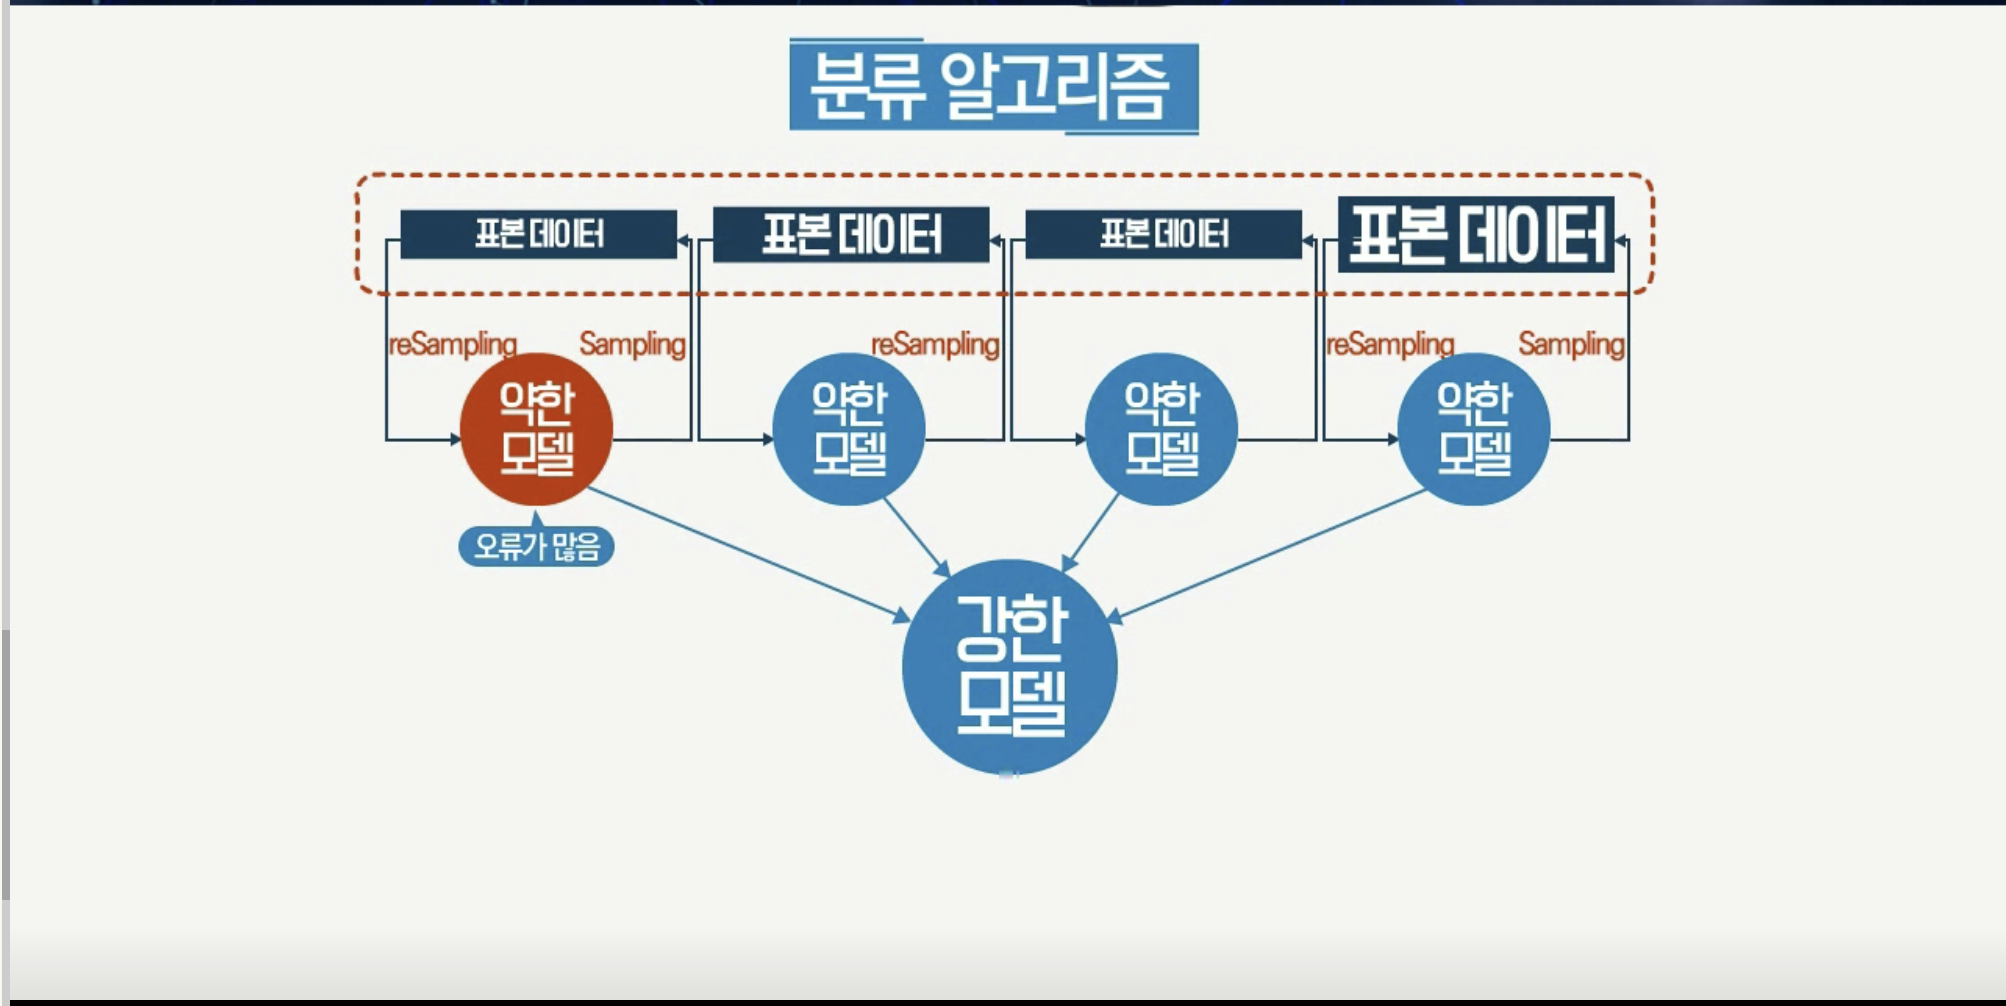 분류 알고리즘
표본 데이터
표본 데이터
표본 데이터
표본 데이터
reSampling
Sampling
reSampling
reSampling
Sampling
약한
모델
약한
모델
약한
모델
약한
모델
오류가 많음
강한
모델